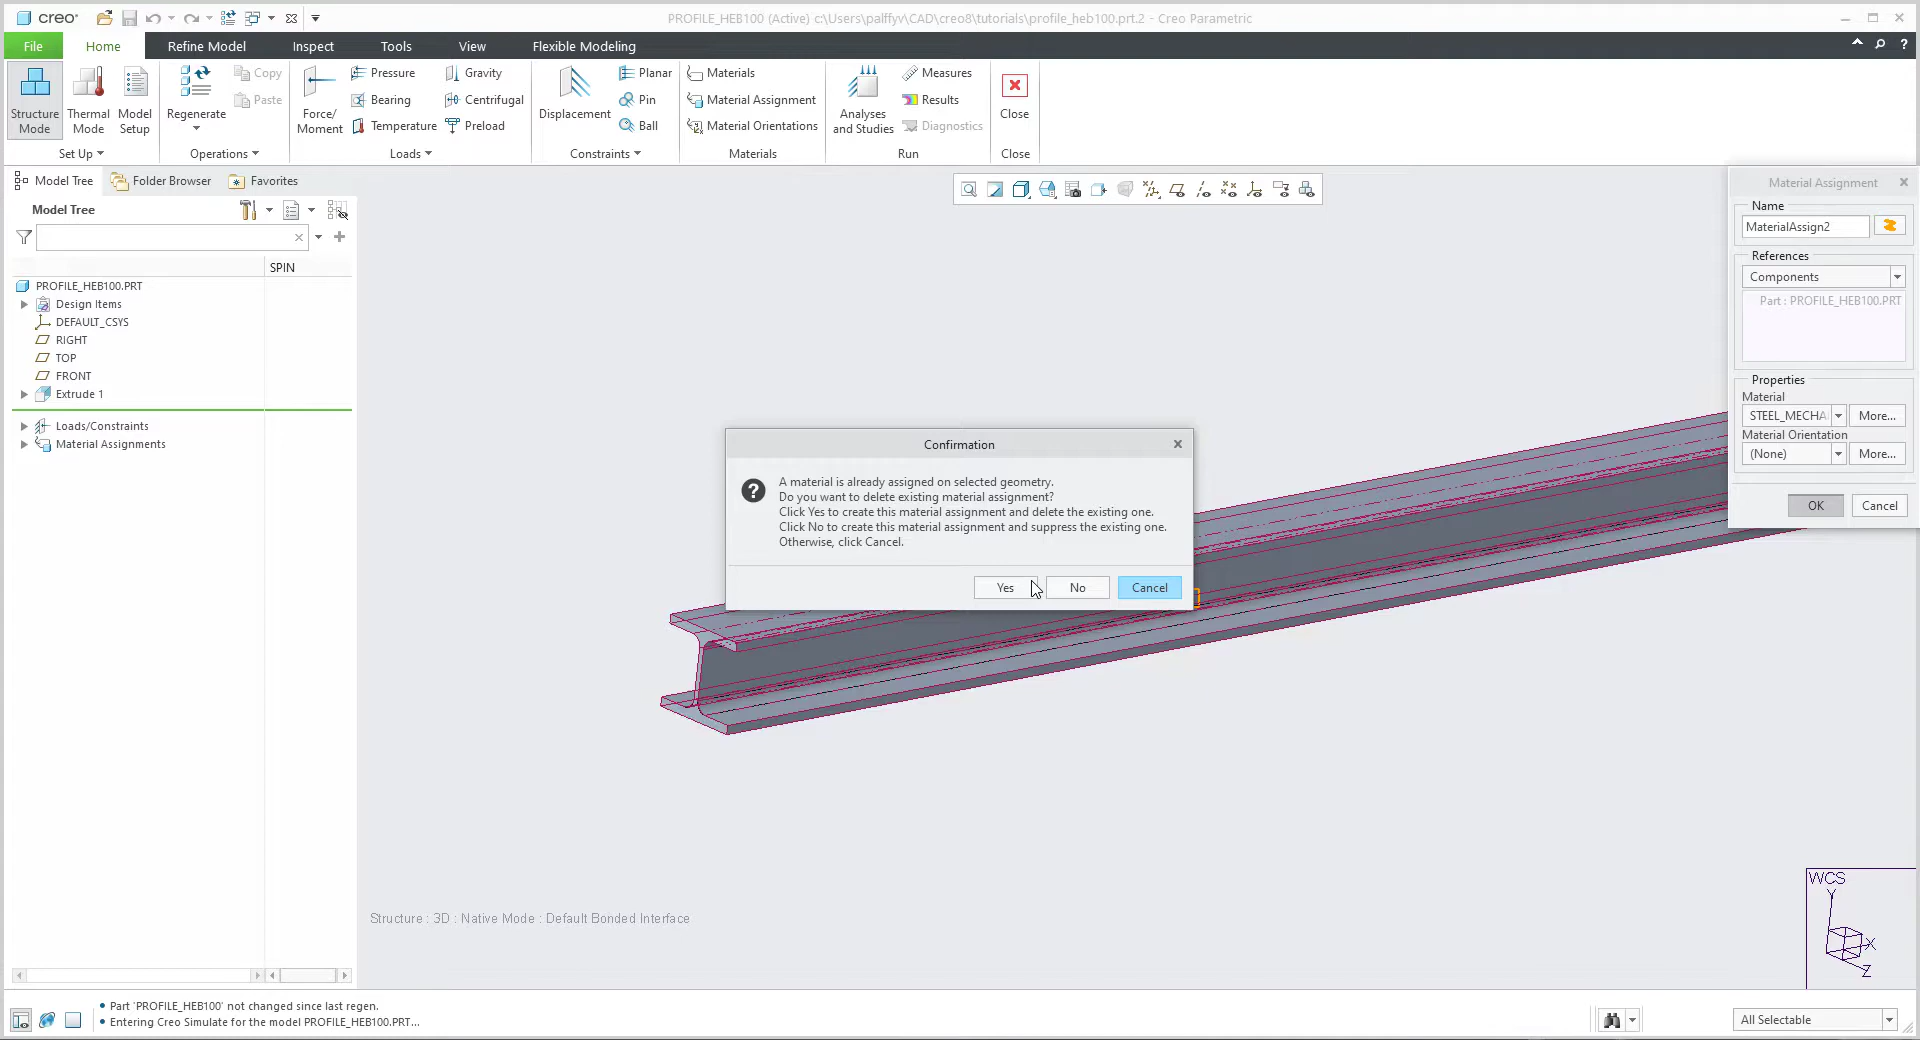 creo
PROFILE_HEB100 (Active) c:\Users\palffyv\CAD\creo8\tutorials\profile_heb100.prt.2 - Creo Parametric
File
Home
Refine Model
Inspect
Tools
View
Flexible Modeling
Structure Mode
Thermal Mode
Model Setup
Set Up
Regenerate
Copy
Paste
Operations
Force/ Moment
Pressure
Bearing
Temperature
Gravity
Centrifugal
Preload
Loads
Displacement
Planar
Pin
Ball
Constraints
Materials
Material Assignment
Material Orientations
Materials
Analyses and Studies
Measures
Results
Diagnostics
Run
Close
Close
Model Tree
Folder Browser
Favorites
Model Tree
SPIN
PROFILE_HEB100.PRT
Design Items
DEFAULT_CSYS
RIGHT
TOP
FRONT
Extrude 1
Loads/Constraints
Material Assignments
Confirmation
A material is already assigned on selected geometry.
Do you want to delete existing material assignment?
Click Yes to create this material assignment and delete the existing one.
Click No to create this material assignment and suppress the existing one.
Otherwise, click Cancel.
Yes
No
Cancel
Material Assignment
Name
MaterialAssign2
References
Components
Part : PROFILE_HEB100.PRT
Properties
Material
STEEL_MECHA
More...
Material Orientation
(None)
More...
OK
Cancel
Structure : 3D : Native Mode : Default Bonded Interface
WCS
Y
X
Z
• Part 'PROFILE_HEB100' not changed since last regen.
• Entering Creo Simulate for the model PROFILE_HEB100.PRT...
All Selectable